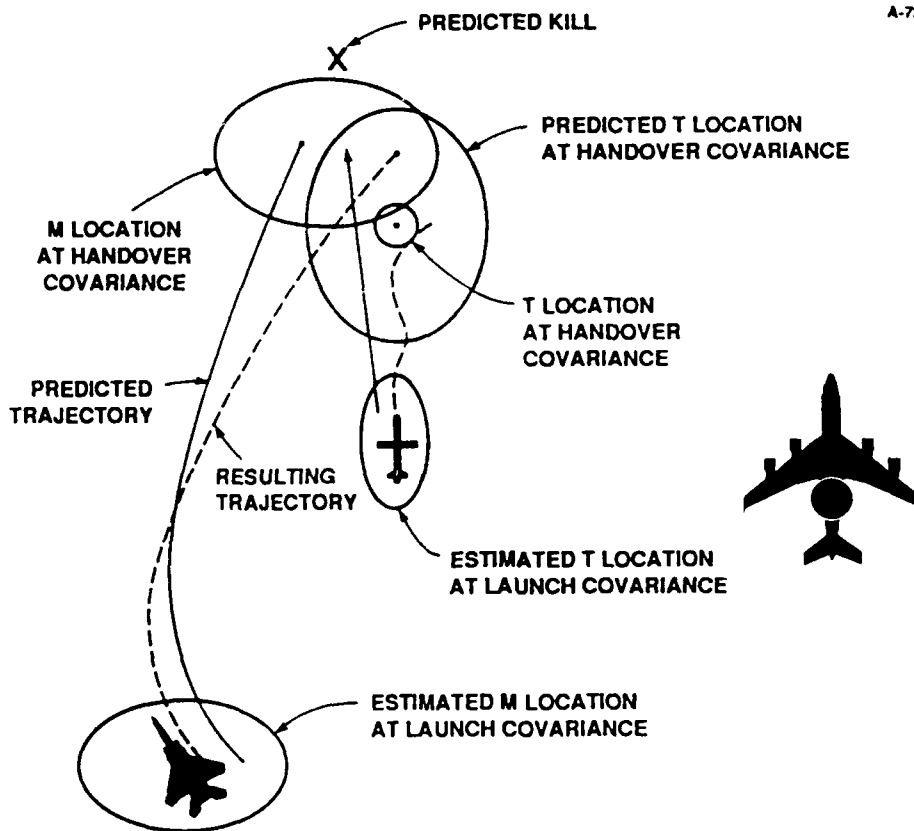 A-7
PREDICTED KILL
X
PREDICTED T LOCATION
AT HANDOVER COVARIANCE
M LOCATION
AT HANDOVER
COVARIANCE
T LOCATION
AT HANDOVER
COVARIANCE
PREDICTED
TRAJECTORY
RESULTING
TRAJECTORY
ESTIMATED T LOCATION
AT LAUNCH COVARIANCE
ESTIMATED M LOCATION
AT LAUNCH COVARIANCE